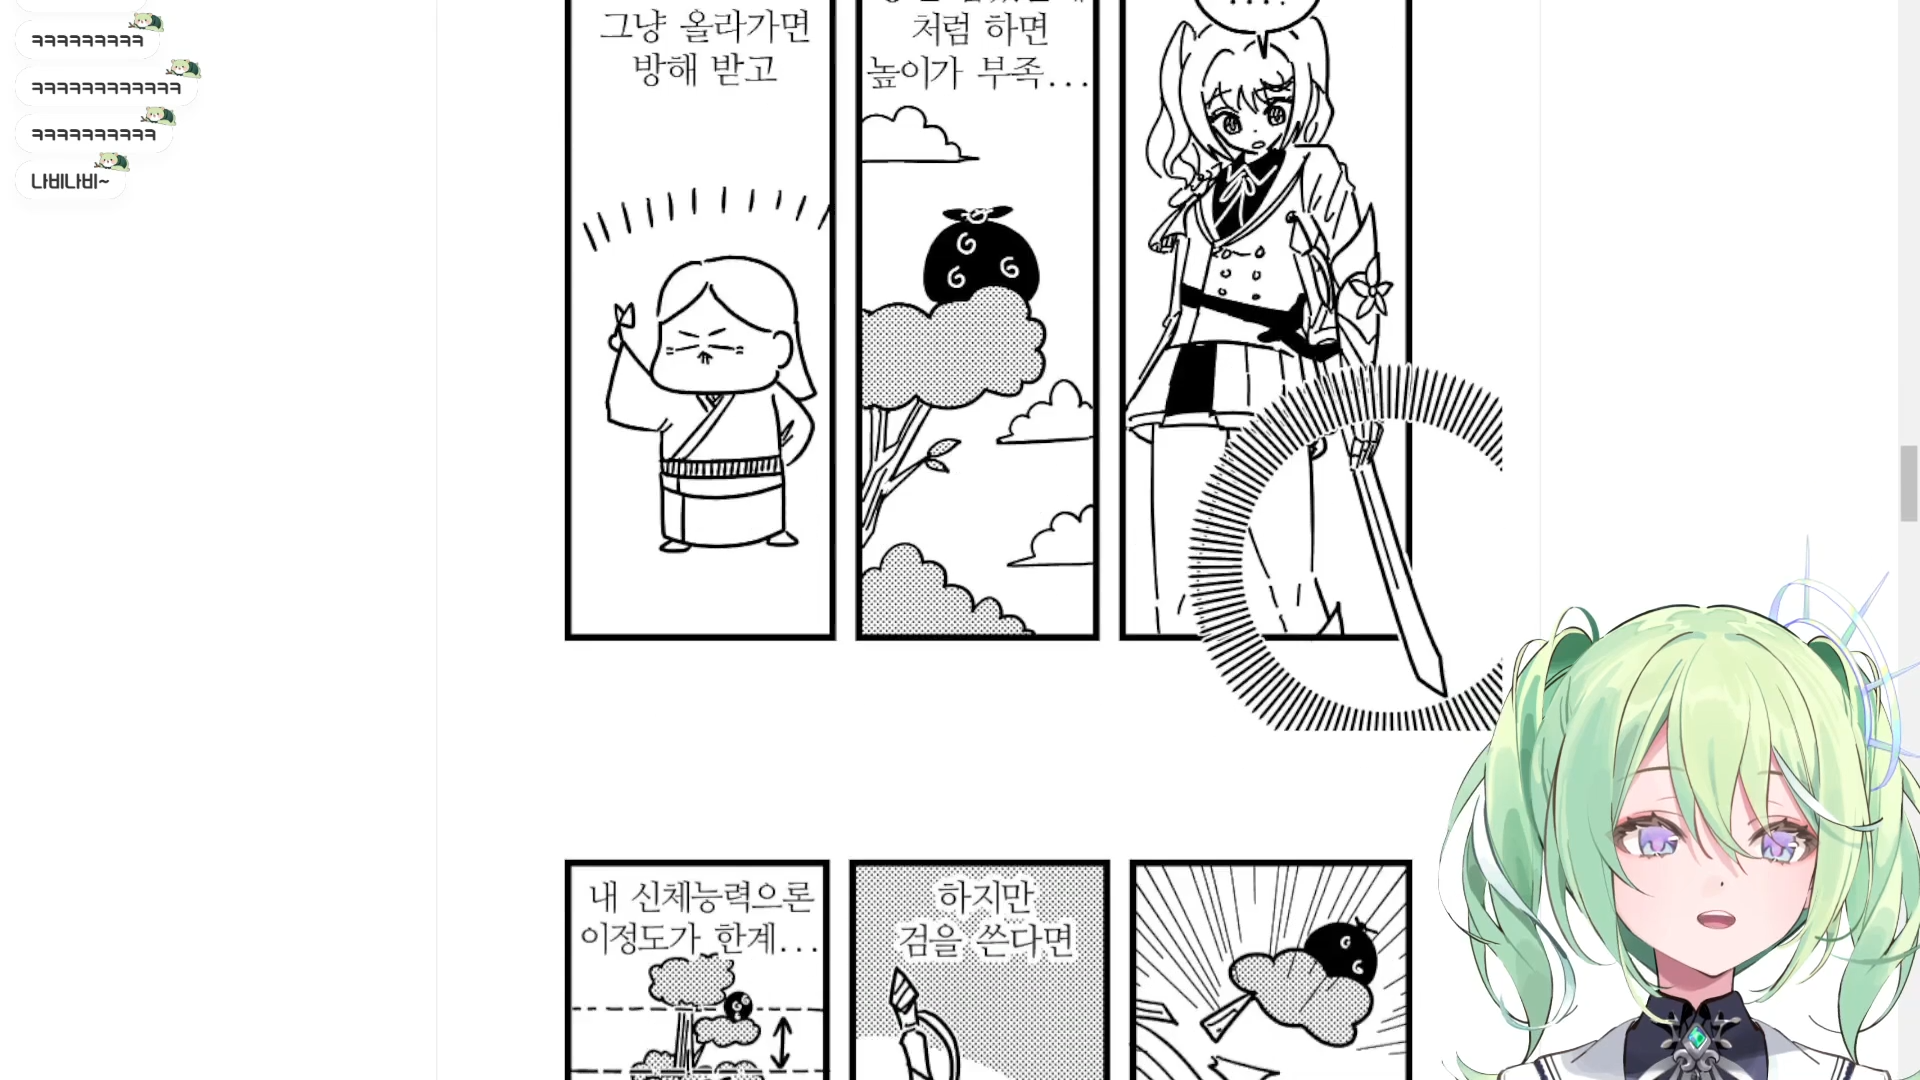 ㅋㅋㅋㅋㅋㅋㅋㅋㅋ
ㅋㅋㅋㅋㅋㅋㅋㅋㅋㅋㅋㅋ
ㅋㅋㅋㅋㅋㅋㅋㅋㅋㅋ
나비나비~
그냥 올라가면
방해 받고
처럼 하면
높이가 부족...
....
내 신체능력으론
이정도가 한계...
하지만
검을 쓴다면